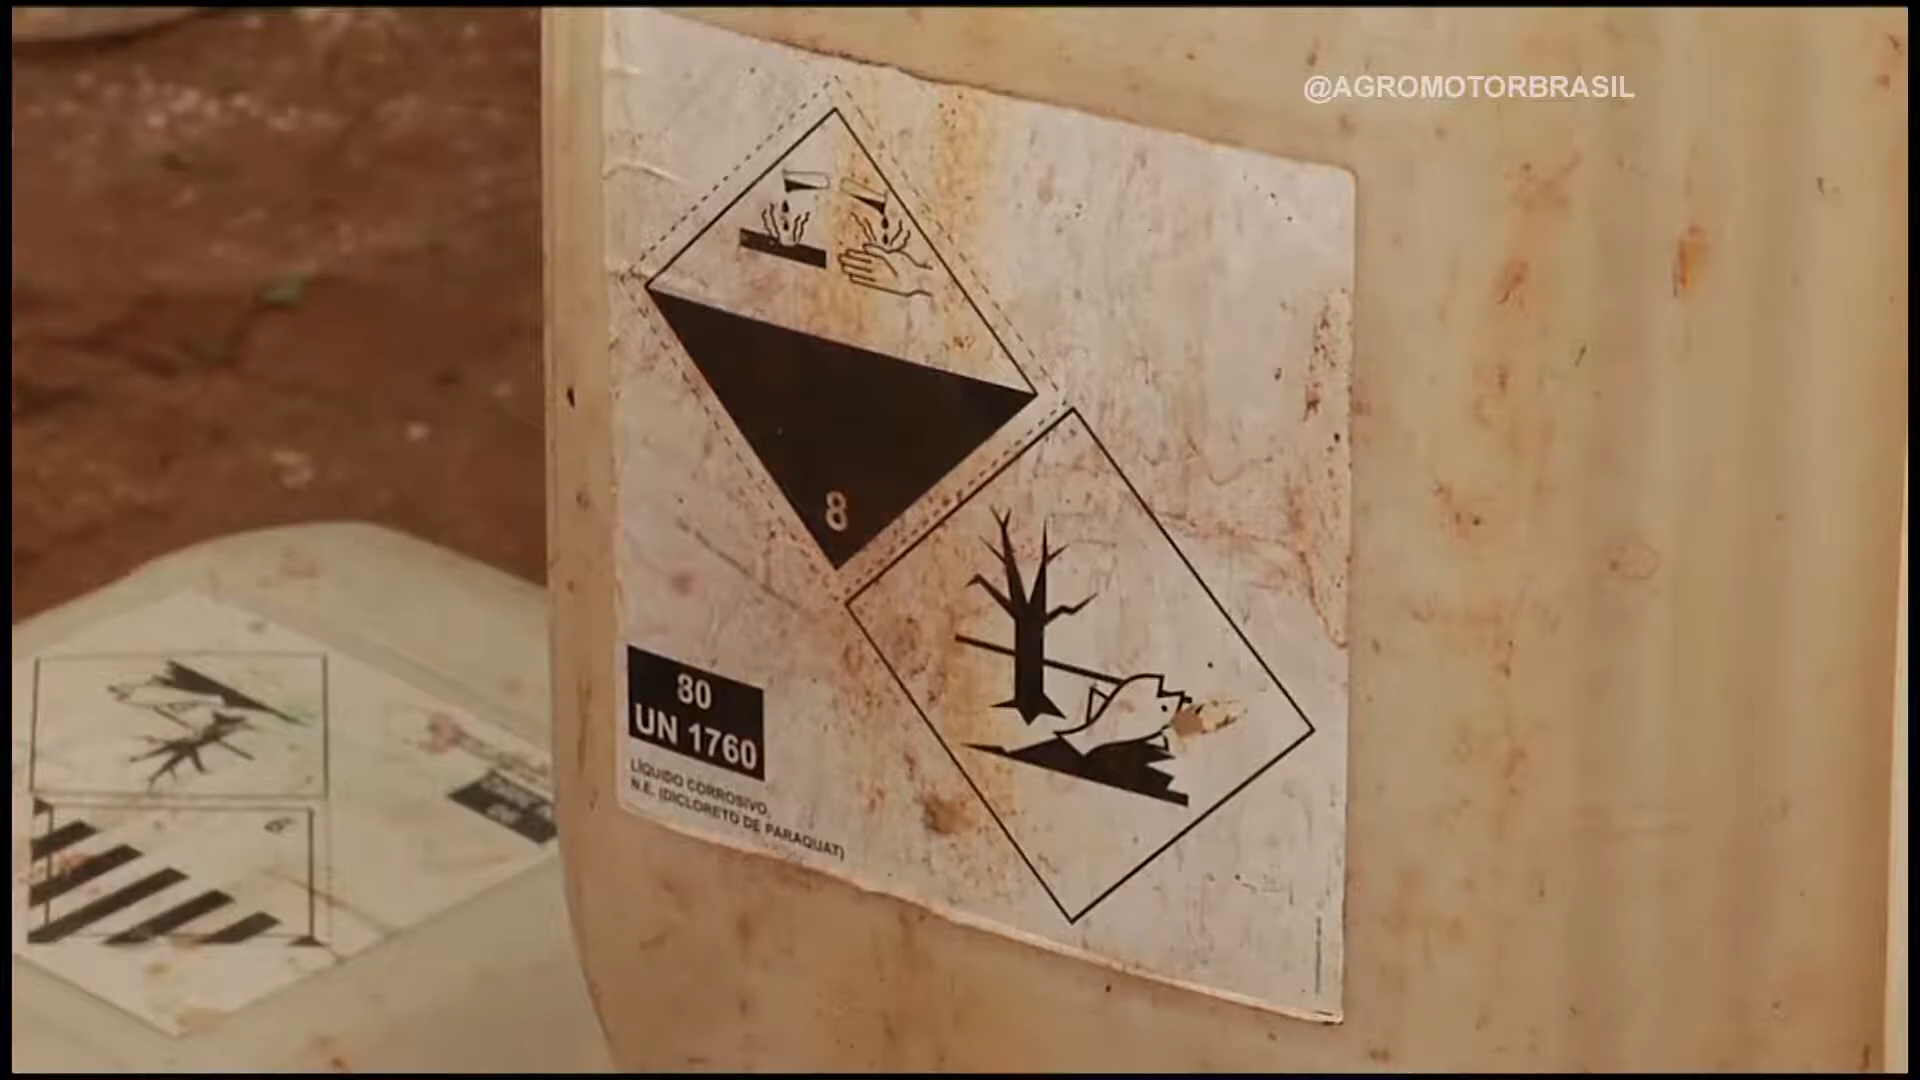 @AGROMOTORBRASIL
8
80
UN 1760
LÍQUIDO CORROSIVO,
N.E. (DICLORETO DE PARAQUAT)